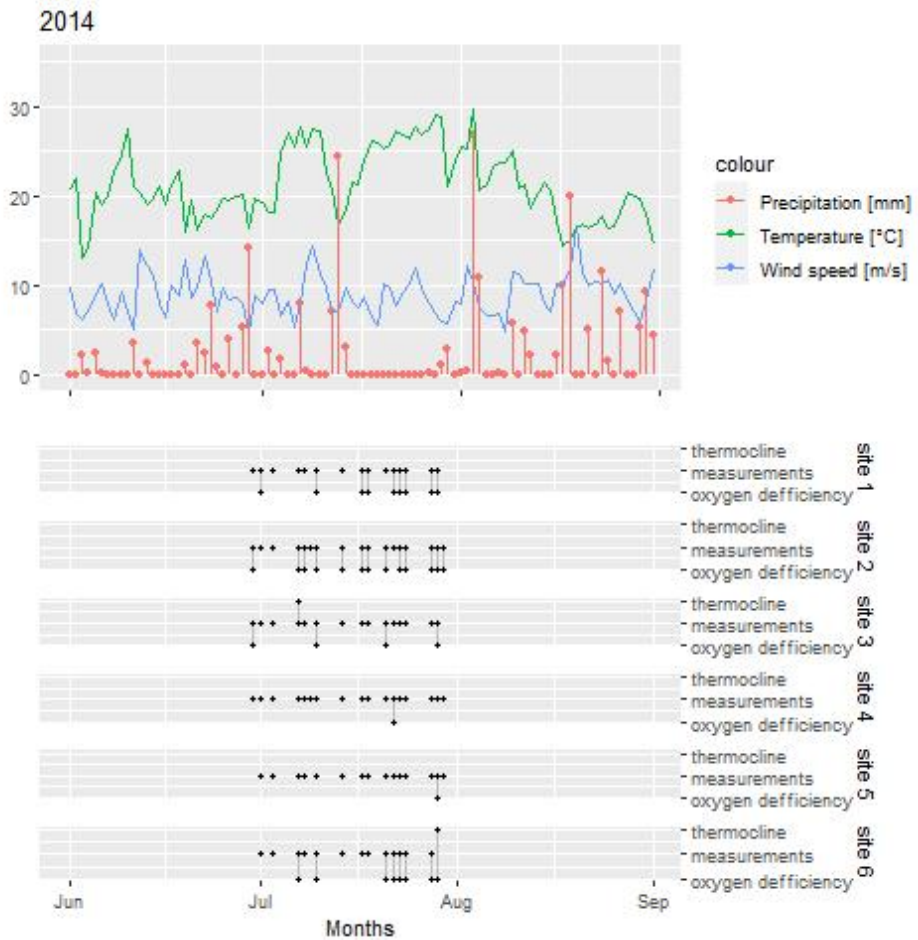 2014
30
20
10
0
colour
Precipitation [mm]
Temperature [°C]
Wind speed [m/s]
thermocline
measurements
oxygen defficiency
site 1
thermocline
measurements
oxygen defficiency
site 2
thermocline
measurements
oxygen defficiency
site 3
thermocline
measurements
oxygen defficiency
site 4
thermocline
measurements
oxygen defficiency
site 5
thermocline
measurements
oxygen defficiency
site 6
Jun Jul Aug Sep
Months